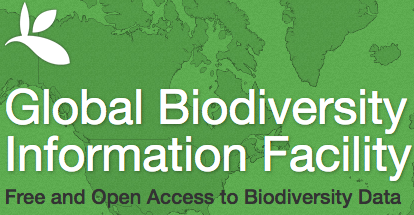 Global Biodiversity
Information Facility
Free and Open Access to Biodiversity Data